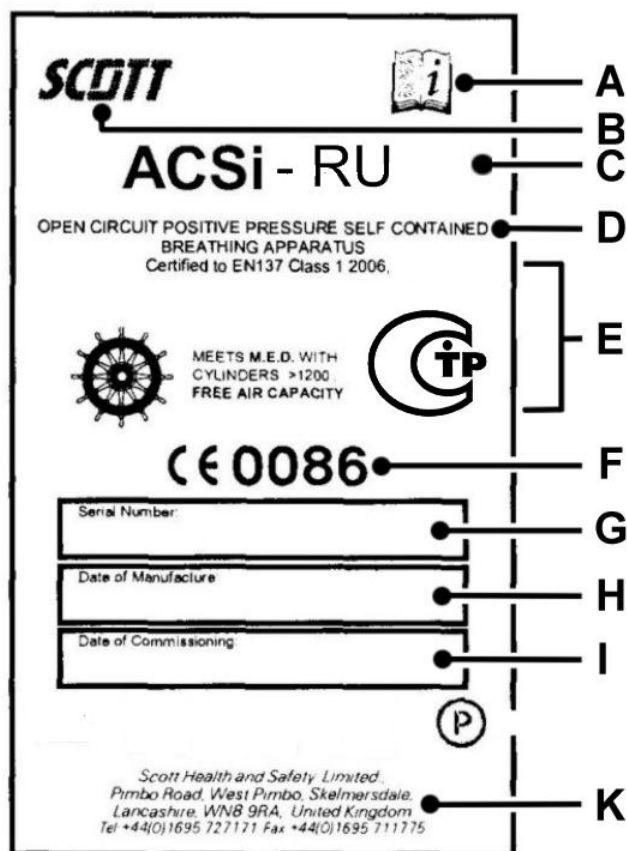 SCOTT
i
A
B
ACSi - RU
C
OPEN CIRCUIT POSITIVE PRESSURE SELF CONTAINED
D
BREATHING APPARATUS
Certified to EN137 Class 1 2006,
E
MEETS M.E.D. WITH
CYLINDERS >1200
FREE AIR CAPACITY
CCTP
CE 0086
F
Serial Number:
G
Date of Manufacture
H
Date of Commissioning
I
P
Scott Health and Safety Limited,
Pimbo Road, West Pimbo, Skelmersdale,
Lancashire, WN8 9RA, United Kingdom
K
Tel +44(0)1695 727171 Fax +44(0)1695 711775